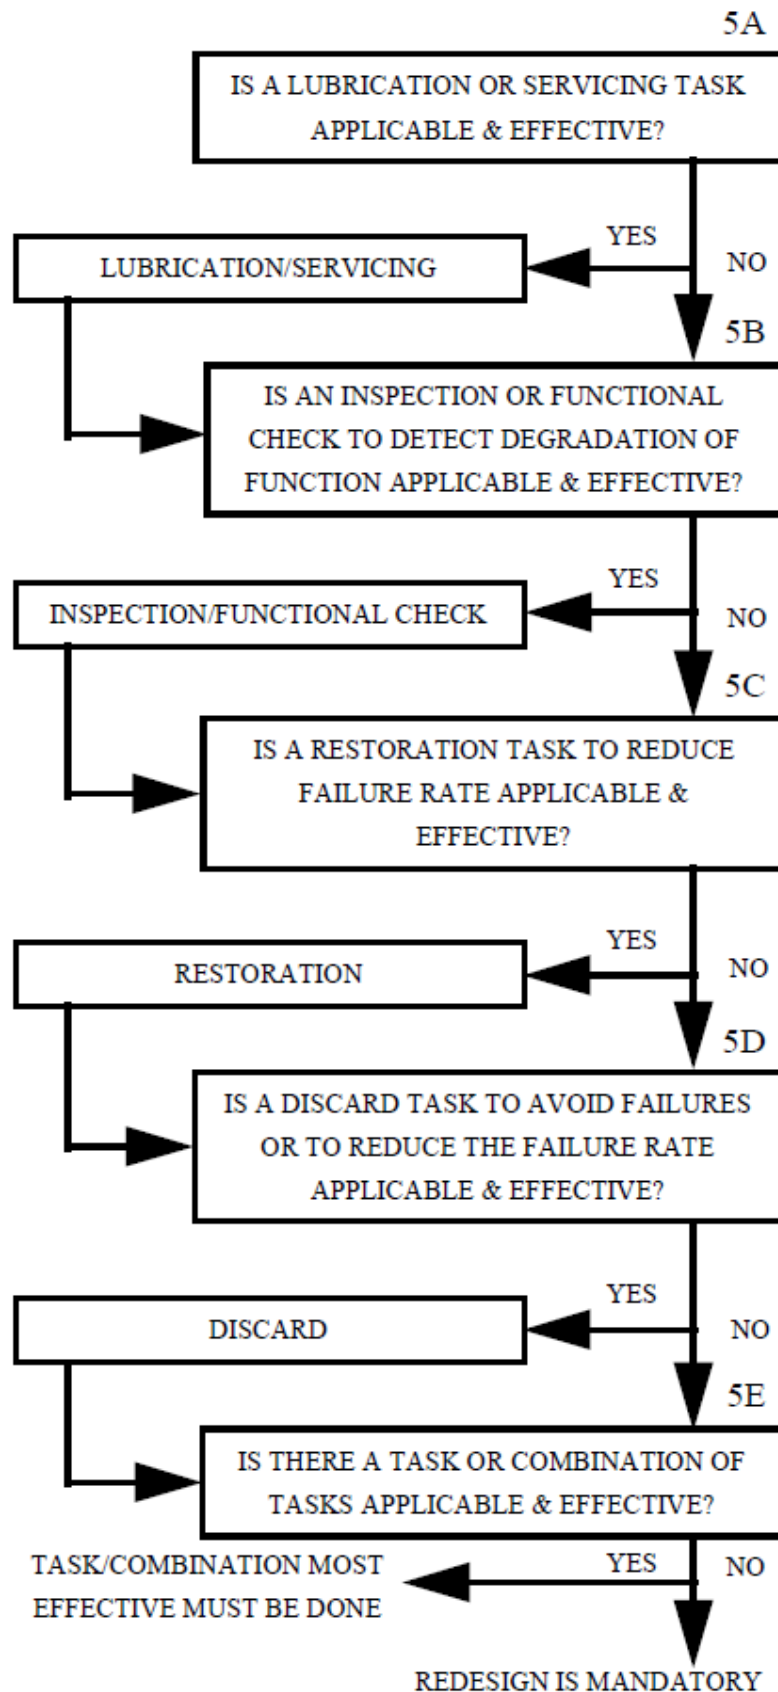 5A
IS A LUBRICATION OR SERVICING TASK
APPLICABLE & EFFECTIVE?
YES
NO
LUBRICATION/SERVICING
5B
IS AN INSPECTION OR FUNCTIONAL
CHECK TO DETECT DEGRADATION OF
FUNCTION APPLICABLE & EFFECTIVE?
YES
NO
INSPECTION/FUNCTIONAL CHECK
5C
IS A RESTORATION TASK TO REDUCE
FAILURE RATE APPLICABLE &
EFFECTIVE?
YES
NO
RESTORATION
5D
IS A DISCARD TASK TO AVOID FAILURES
OR TO REDUCE THE FAILURE RATE
APPLICABLE & EFFECTIVE?
YES
NO
DISCARD
5E
IS THERE A TASK OR COMBINATION OF
TASKS APPLICABLE & EFFECTIVE?
YES
NO
TASK/COMBINATION MOST
EFFECTIVE MUST BE DONE
REDESIGN IS MANDATORY